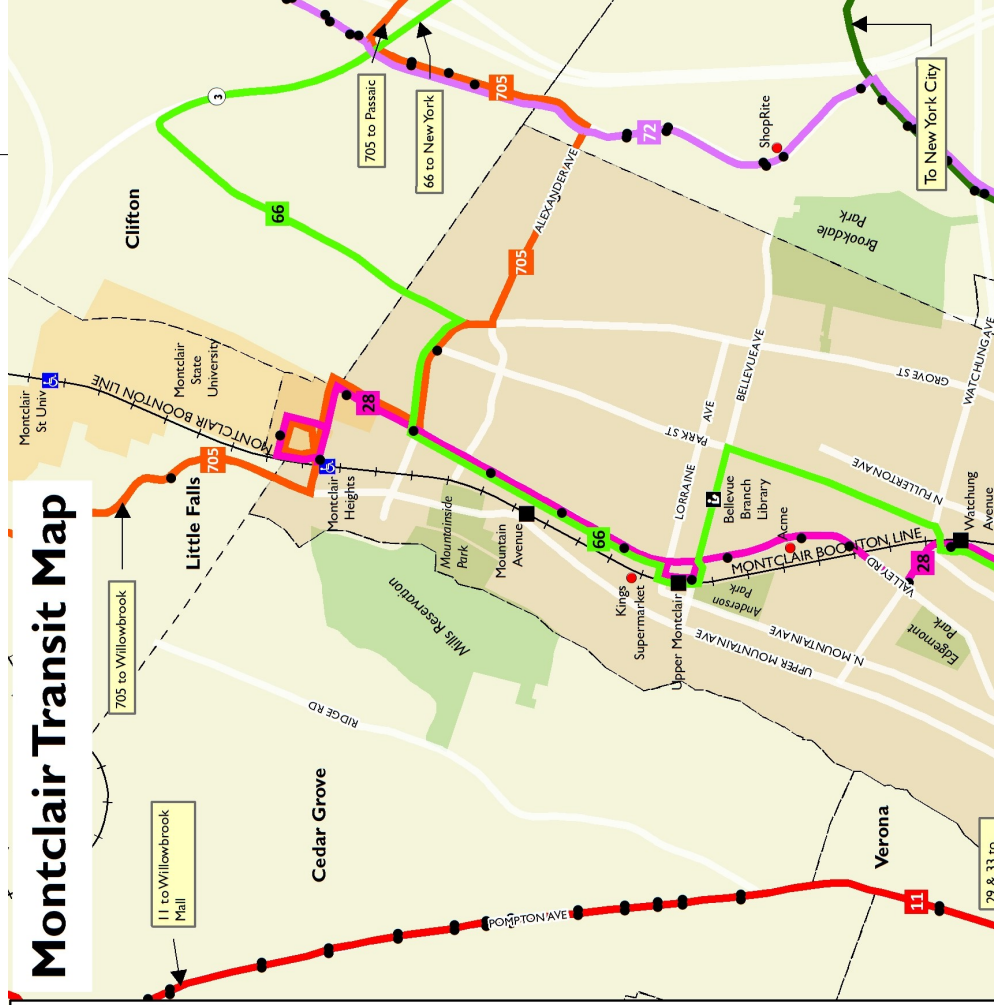 Montclair Transit Map
11 to Willowbrook
Mall
705 to Willowbrook
Little Falls
705
Montclair
St Univ
MONTCLAIR BOONTON LINE
Montclair
State
University
Clifton
3
66
705 to Passaic
66 to New York
705
72
ShopRite
To New York City
ALEXANDER AVE
705
Brookdale
Park
28
Montclair
Heights
Mountainside
Park
Mountain
Avenue
Mills Reservation
RIDGE RD
Cedar Grove
POMPTON AVE
Verona
11
29 & 33 to
66
Kings
Supermarket
Upper Montclair
LORRAINE
AVE
PARK ST
BELLEVUE AVE
GROVE ST
WATCHUNG AVE
N FULLERTON AVE
Bellevue
Branch
Library
Acme
MONTCLAIR BOONTON LINE
Anderson
Park
VALLEY RD
28
Watchung
Avenue
Edgemont
Park
N. MOUNTAIN AVE
UPPER MOUNTAIN AVE